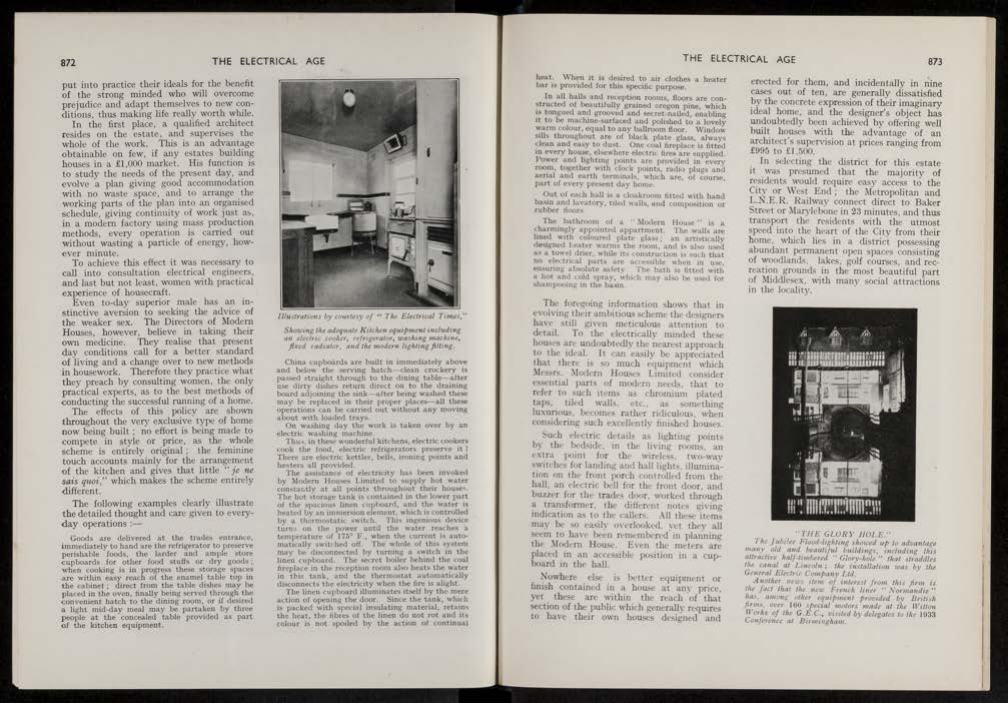 872
THE ELECTRICAL AGE
put into practice their ideals for the benefit
of the strong minded who will overcome
prejudice and adapt themselves to new con-
ditions, thus making life really worth while.
In the first place, a qualified architect
resides on the estate, and supervises the
whole of the work. This is an advantage
obtainable on few, if any estates building
houses in a £1,000 market. His function is
to study the needs of the present day, and
evolve a plan giving good accommodation
with no waste space, and to arrange the
working parts of the plan into an organised
schedule, giving continuity of work just as,
in a modern factory using mass production
methods, every operation is carried out
without wasting a particle of energy, how-
ever minute.
To achieve this effect it was necessary to
call into consultation electrical engineers,
and last but not least, women with practical
experience of housecraft.
Even to-day superior male has an in-
stinctive aversion to seeking the advice of
the weaker sex. The Directors of Modern
Houses, however, believe in taking their
own medicine. They realise that present
day conditions call for a better standard
of living and a change over to new methods
in housework. Therefore they practice what
they preach by consulting women, the only
practical experts, as to the best methods of
conducting the successful running of a home.
The effects of this policy are shown
throughout the very exclusive type of home
now being built ; no effort is being made to
compete in style or price, as the whole
scheme is entirely original ; the feminine
touch accounts mainly for the arrangement
of the kitchen and gives that little " je ne
sais quoi," which makes the scheme entirely
different.
The following examples clearly illustrate
the detailed thought and care given to every-
day operations :—
Goods are delivered at the trades entrance,
immediately to hand are the refrigerator to preserve
perishable foods, the larder and ample store
cupboards for other food stuffs or dry goods ;
when cooking is in progress these storage spaces
are within easy reach of the enamel table top in
the cabinet ; direct from the table dishes may be
placed in the oven, finally being served through the
convenient hatch to the dining room, or if desired
a light mid-day meal may be partaken by three
people at the concealed table provided as part
of the kitchen equipment.
Illustrations by courtesy of " The Electrical Times,"
Showing the adequate Kitchen equipment including
an electric cooker, refrigerator, washing machine,
fixed radiator, and the modern lighting fitting.
China cupboards are built in immediately above
and below the serving hatch—clean crockery is
passed straight through to the dining table—after
use dirty dishes return direct on to the draining
board adjoining the sink—after being washed these
may be replaced in their proper places—all these
operations can be carried out without any moving
about with loaded trays.
On washing day the work is taken over by an
electric washing machine.
Thus, in these wonderful kitchens, electric cookers
cook the food, electric refrigerators preserve it !
There are electric kettles, bells, ironing points and
heaters all provided.
The assistance of electricity has been invoked
by Modern Houses Limited to supply hot water
constantly at all points throughout their houses.
The hot storage tank is contained in the lower part
of the spacious linen cupboard, and the water is
heated by an immersion element, which is controlled
by a thermostatic switch. This ingenious device
turns on the power until the water reaches a
temperature of 175° F., when the current is auto-
matically switched off. The whole of this system
may be disconnected by turning a switch in the
linen cupboard. The secret boiler behind the coal
fireplace in the reception room also heats the water
in this tank, and the thermostat automatically
disconnects the electricity when the fire is alight.
The linen cupboard illuminates itself by the mere
action of opening the door. Since the tank, which
is packed with special insulating material, retains
the heat, the fibres of the linen do not rot and its
colour is not spoiled by the action of continual
THE ELECTRICAL AGE
873
heat. When it is desired to air clothes a heater
bar is provided for this specific purpose.
In all halls and reception rooms, floors are con-
structed of beautifully grained oregon pine, which
is tongued and grooved and secret-nailed, enabling
it to be machine-surfaced and polished to a lovely
warm colour, equal to any ballroom floor. Window
sills throughout are of black plate glass, always
clean and easy to dust. One coal fireplace is fitted
in every house, elsewhere electric fires are supplied.
Power and lighting points are provided in every
room, together with clock points, radio plugs and
aerial and earth terminals, which are, of course,
part of every present day home.
Out of each hall is a cloakroom fitted with hand
basin and lavatory, tiled walls, and composition or
rubber floors
The bathroom of a " Modern House " is a
charmingly appointed appartment. The walls are
lined with coloured plate glass; an artistically
designed heater warms the room, and is also used
as a towel drier, while its construction is such that
no electrical parts are accessible when in use,
ensuring absolute safety. The bath is fitted with
a hot and cold spray, which may also be used for
shampooing in the basin.
The foregoing information shows that in
evolving their ambitious scheme the designers
have still given meticulous attention to
detail. To the electrically minded these
houses are undoubtedly the nearest approach
to the ideal. It can easily be appreciated
that there is so much equipment which
Messrs. Modern Houses Limited consider
essential parts of modern needs, that to
refer to such items as chromium plated
taps, tiled walls, etc., as something
luxurious, becomes rather ridiculous, when
considering such excellently finished houses.
Such electric details as lighting points
by the bedside, in the living rooms, an
extra point for the wireless, two-way
switches for landing and hall lights, illumina-
tion on the front porch controlled from the
hall, an electric bell for the front door, and
buzzer for the trades door, worked through
a transformer, the different notes giving
indication as to the callers. All these items
may be so easily overlooked, yet they all
seem to have been remembered in planning
the Modern House. Even the meters are
placed in an accessible position in a cup-
board in the hall.
Nowhere else is better equipment or
finish contained in a house at any price,
yet these are within the reach of that
section of the public which generally requires
to have their own houses designed and
erected for them, and incidentally in nine
cases out of ten, are generally dissatisfied
by the concrete expression of their imaginary
ideal home, and the designer's object has
undoubtedly been achieved by offering well
built houses with the advantage of an
architect's supervision at prices ranging from
£995 to £1,500.
In selecting the district for this estate
it was presumed that the majority of
residents would require easy access to the
City or West End ; the Metropolitan and
L.N.E.R. Railway connect direct to Baker
Street or Marylebone in 23 minutes, and thus
transport the residents with the utmost
speed into the heart of the City from their
home, which lies in a district possessing
abundant permanent open spaces consisting
of woodlands, lakes, golf courses, and rec-
reation grounds in the most beautiful part
of Middlesex, with many social attractions
in the locality.
"THE GLORY HOLE"
The Jubilee Flood-lighting showed up to advantage
many old and beautiful buildings, including this
attractive half-timbered " Glory-hole " that straddles
the canal at Lincoln ; the installation was by the
General Electric Company Ltd.
Another news item of interest from this firm is
the fact that the new French liner " Normandie "
has, among other equipment provided by British
firms, over 160 special motors made at the Witton
Works of the G.E.C., visited by delegates to the 1933
Conference at Birmingham.